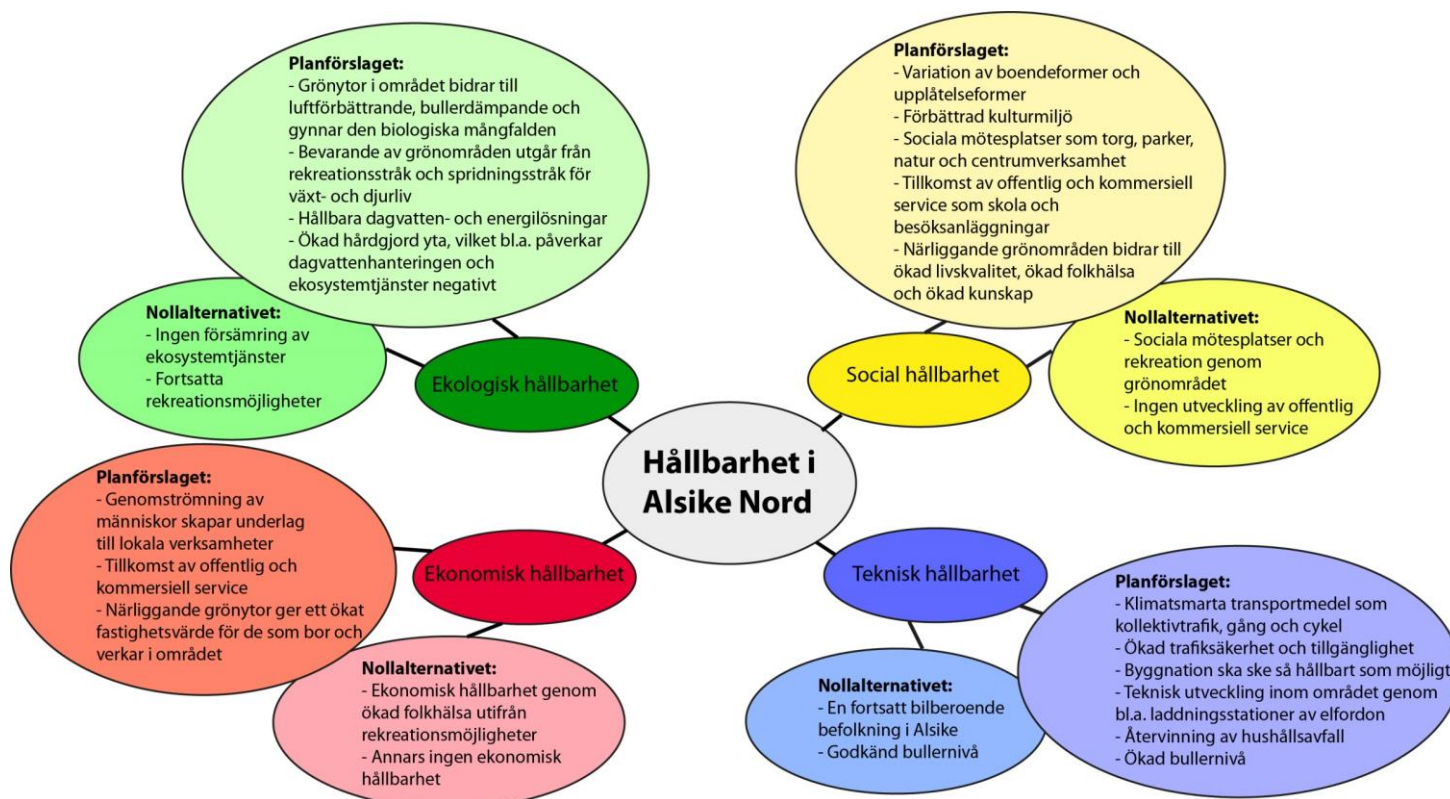 Planförslaget:
- Grönytor i området bidrar till
luftförbättrande, bullerdämpande och
gynnar den biologiska mångfalden
- Bevarande av grönområden utgår från
rekreationsstråk och spridningsstråk för
växt- och djurliv
- Hållbara dagvatten- och energilösningar
- Ökad hårdgjord yta, vilket bl.a. påverkar
dagvattenhanteringen och
ekosystemtjänster negativt
Nollalternativet:
- Ingen försämring av
ekosystemtjänster
- Fortsatta
rekreationsmöjligheter
Ekologisk hållbarhet
Planförslaget:
- Variation av boendeformer och
upplåtelseformer
- Förbättrad kulturmiljö
- Sociala mötesplatser som torg, parker,
natur och centrumverksamhet
- Tillkomst av offentlig och kommersiell
service som skola och
besöksanläggningar
- Närliggande grönområden bidrar till
ökad livskvalitet, ökad folkhälsa
och ökad kunskap
Nollalternativet:
- Sociala mötesplatser och
rekreation genom
grönområdet
- Ingen utveckling av offentlig
och kommersiell service
Social hållbarhet
Hållbarhet i
Alsike Nord
Planförslaget:
- Genomströmning av
människor skapar underlag
till lokala verksamheter
- Tillkomst av offentlig och
kommersiell service
- Närliggande grönytor ger ett ökat
fastighetsvärde för de som bor och
verkar i området
Ekonomisk hållbarhet
Nollalternativet:
- Ekonomisk hållbarhet genom
ökad folkhälsa utifrån
rekreationsmöjligheter
- Annars ingen ekonomisk
hållbarhet
Teknisk hållbarhet
Planförslaget:
- Klimatsmarta transportmedel som
kollektivtrafik, gång och cykel
- Ökad trafiksäkerhet och tillgänglighet
- Byggnation ska ske så hållbart som möjligt
- Teknisk utveckling inom området genom
bl.a. laddningsstationer av elfordon
- Återvinning av hushållsavfall
- Ökad bullernivå
Nollalternativet:
- En fortsatt bilberoende
befolkning i Alsike
- Godkänd bullernivå